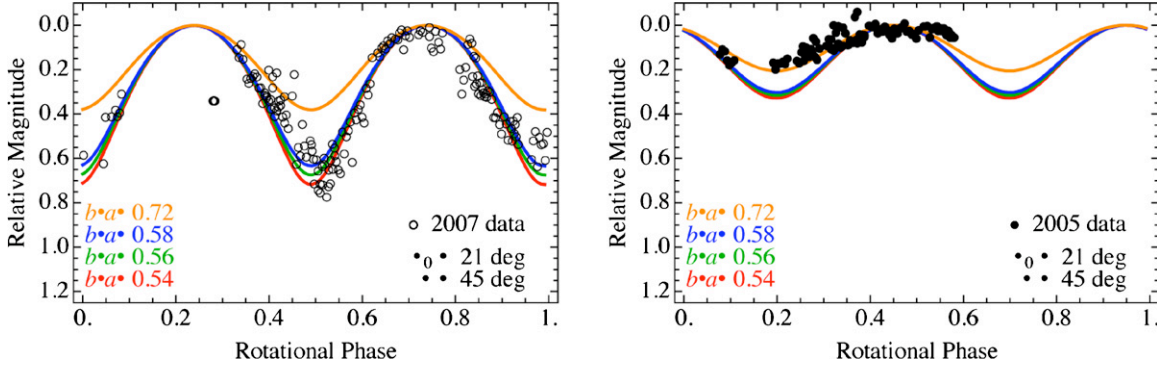 0.0
0.2
0.4
0.6
0.8
1.0
1.2
Relative Magnitude
b•a• 0.72
b•a• 0.58
b•a• 0.56
b•a• 0.54
2007 data
•0 • 21 deg
• • 45 deg
0. 0.2 0.4 0.6 0.8 1.
Rotational Phase
0.0
0.2
0.4
0.6
0.8
1.0
1.2
Relative Magnitude
b•a• 0.72
b•a• 0.58
b•a• 0.56
b•a• 0.54
2005 data
•0 • 21 deg
• • 45 deg
0. 0.2 0.4 0.6 0.8 1.
Rotational Phase